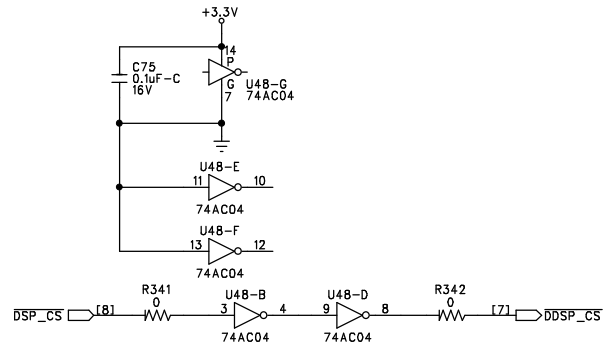 +3.3V
14
P
C75
0.1uF-C
16V
G
7
U48-G
74AC04
U48-E
11
10
74AC04
U48-F
13
12
74AC04
DSP_CS
[8]
R341
0
U48-B
3
4
74AC04
U48-D
9
8
74AC04
R342
0
[7]
DDSP_CS